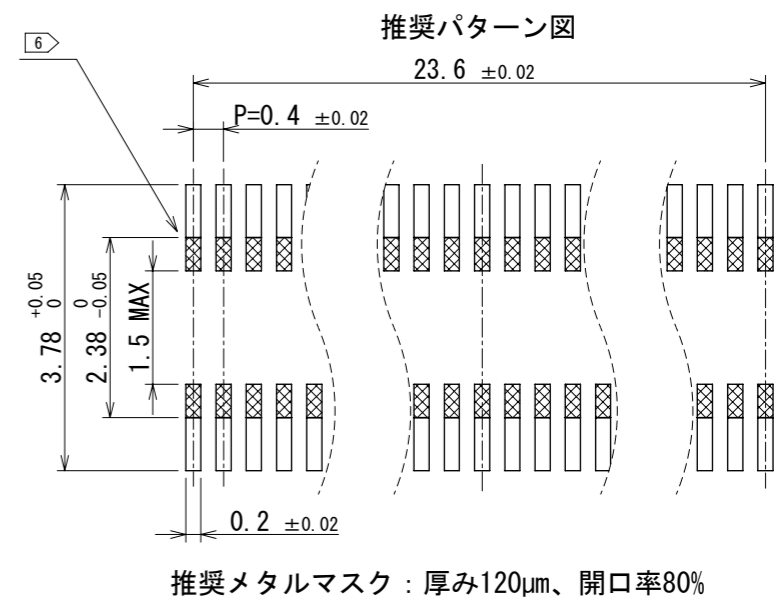 推奨パターン図
6
23.6 ±0.02
P=0.4 ±0.02
3.78 +0.05 0
2.38 0 -0.05
1.5 MAX
0.2 ±0.02
推奨メタルマスク：厚み120μm、開口率80%